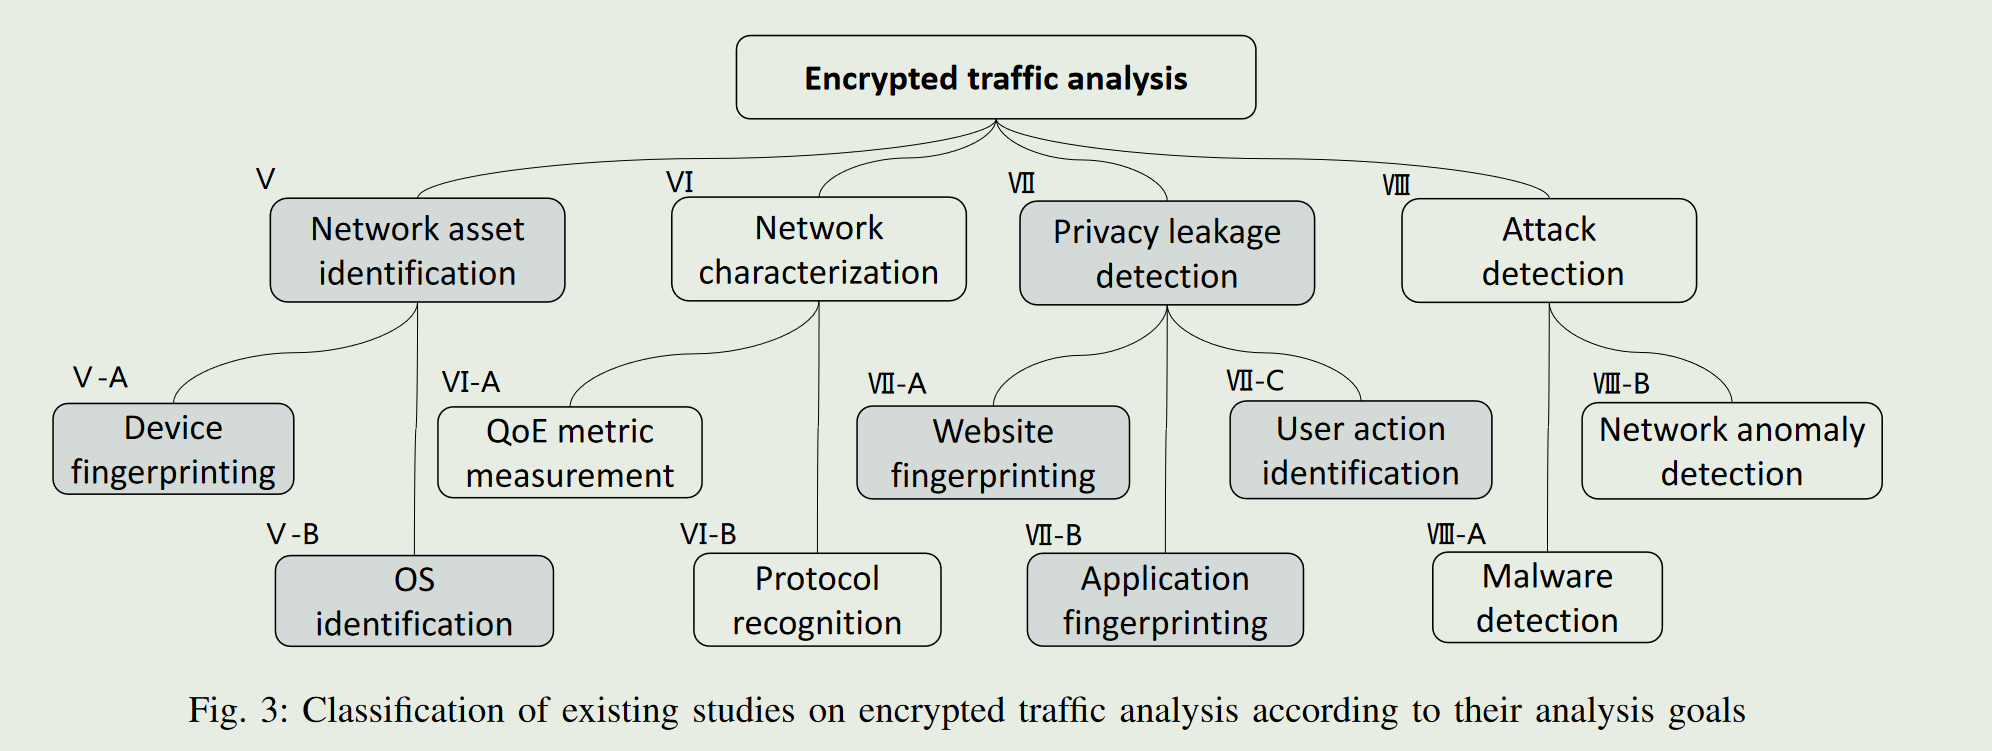 Encrypted traffic analysis
Ⅴ
Network asset
identification
Ⅵ
Network
characterization
Ⅶ
Privacy leakage
detection
Ⅷ
Attack
detection
Ⅴ-A
Device
fingerprinting
Ⅴ-B
OS
identification
Ⅵ-A
QoE metric
measurement
Ⅵ-B
Protocol
recognition
Ⅶ-A
Website
fingerprinting
Ⅶ-B
Application
fingerprinting
Ⅶ-C
User action
identification
Ⅷ-A
Malware
detection
Ⅷ-B
Network anomaly
detection
Fig. 3: Classification of existing studies on encrypted traffic analysis according to their analysis goals